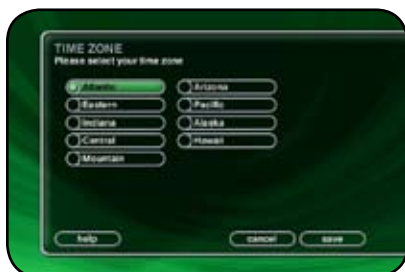 TIME ZONE
Please select your time zone
Atlantic
Arizona
Eastern
Pacific
Indiana
Alaska
Central
Hawaii
Mountain
help
cancel
save